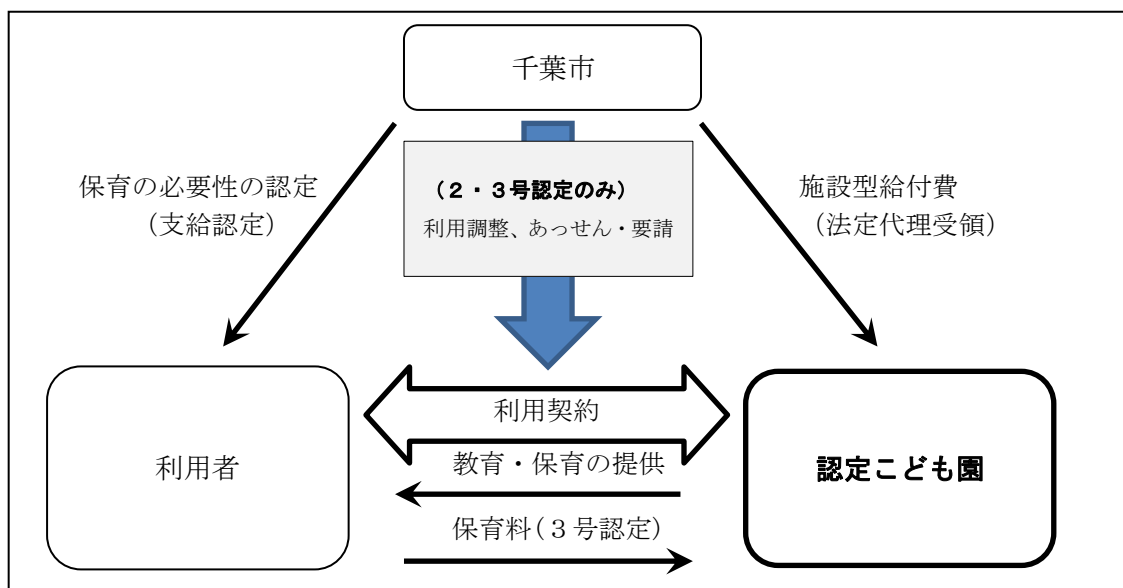 千葉市
保育の必要性の認定
(支給認定)
(2・3号認定のみ)
利用調整、あっせん・要請
施設型給付費
(法定代理受領)
利用契約
利用者
教育・保育の提供
認定こども園
保育料(3号認定)